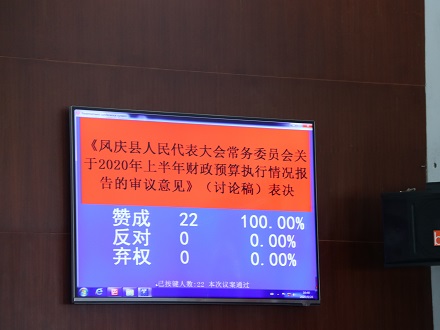 《凤庆县人民代表大会常务委员会关
于2020年上半年财政预算执行情况报
告的审议意见》（讨论稿）表决
赞成 22 100.00%
反对 0 0.00%
弃权 0 0.00%
已按键人数:22 本次议案通过